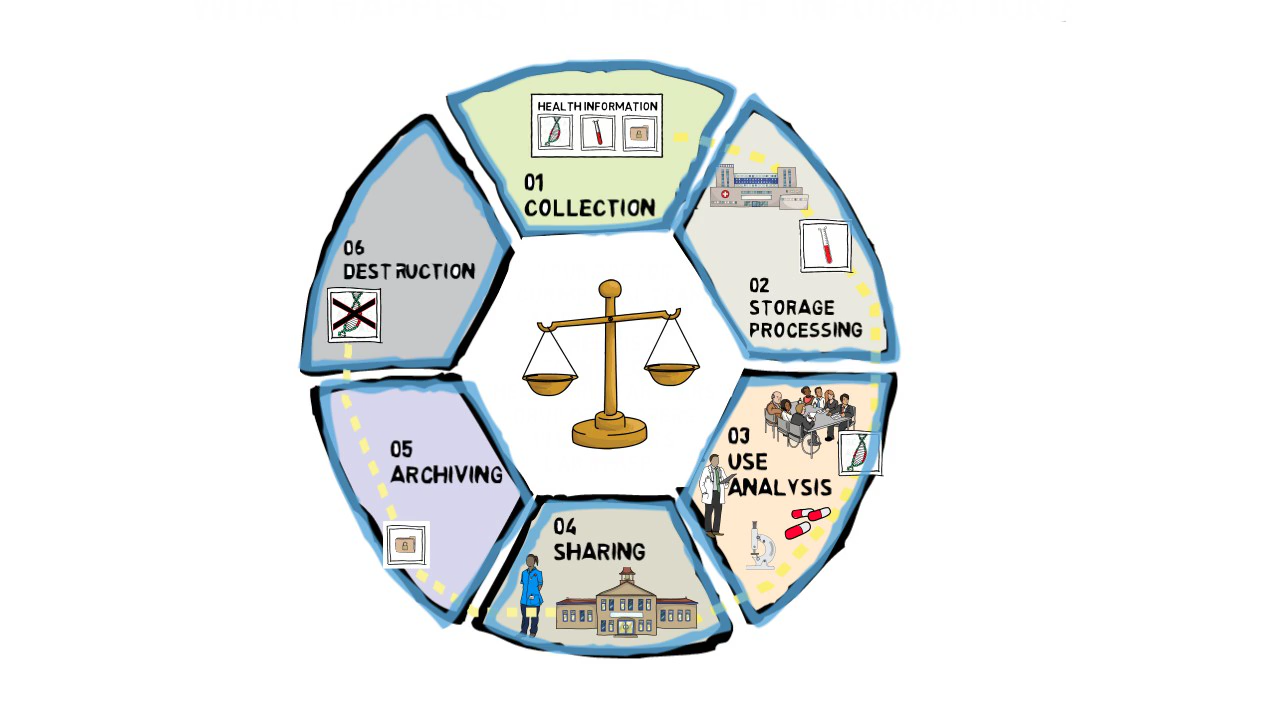 HEALTH INFORMATION
01
COLLECTION
02
STORAGE
PROCESSING
03
USE
ANALYSIS
04
SHARING
05
ARCHIVING
06
DESTRUCTION